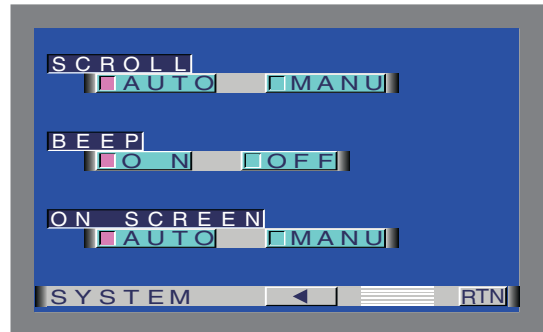 SCROLL
AUTO MANU
BEEP
ON OFF
ON SCREEN
AUTO MANU
SYSTEM RTN